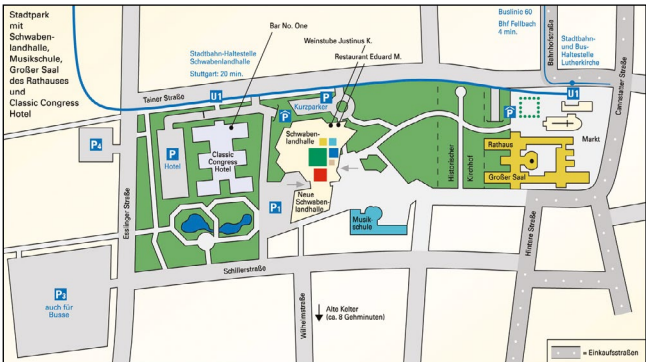 Stadtpark
mit
Schwaben-
landhalle,
Musikschule,
Großer Saal
des Rathauses
und
Classic Congress
Hotel
Bar No. One
Weinstube Justinus K.
Restaurant Eduard M.
Stadtbahn-Haltestelle
Schwabenlandhalle
Stuttgart: 20 min.
Buslinie 60
Bhf Fellbach
4 min.
Bahnhofstraße
Stadtbahn-
und Bus-
Haltestelle
Lutherkirche
Tainer Straße
U1
U1
Cannstatter Straße
P
Kurzparker
P
P
P4
P
Hotel
Classic
Congress
Hotel
Schwaben-
landhalle
Historischer
Kirchhof
Rathaus
Großer Saal
Markt
Neue
Schwaben-
landhalle
P1
Musik
schule
Esslinger Straße
Hintere Straße
Schillerstraße
P3
auch für
Busse
Wilhelmstraße
Alte Kelter
(ca. 8 Gehminuten)
= Einkaufsstraßen